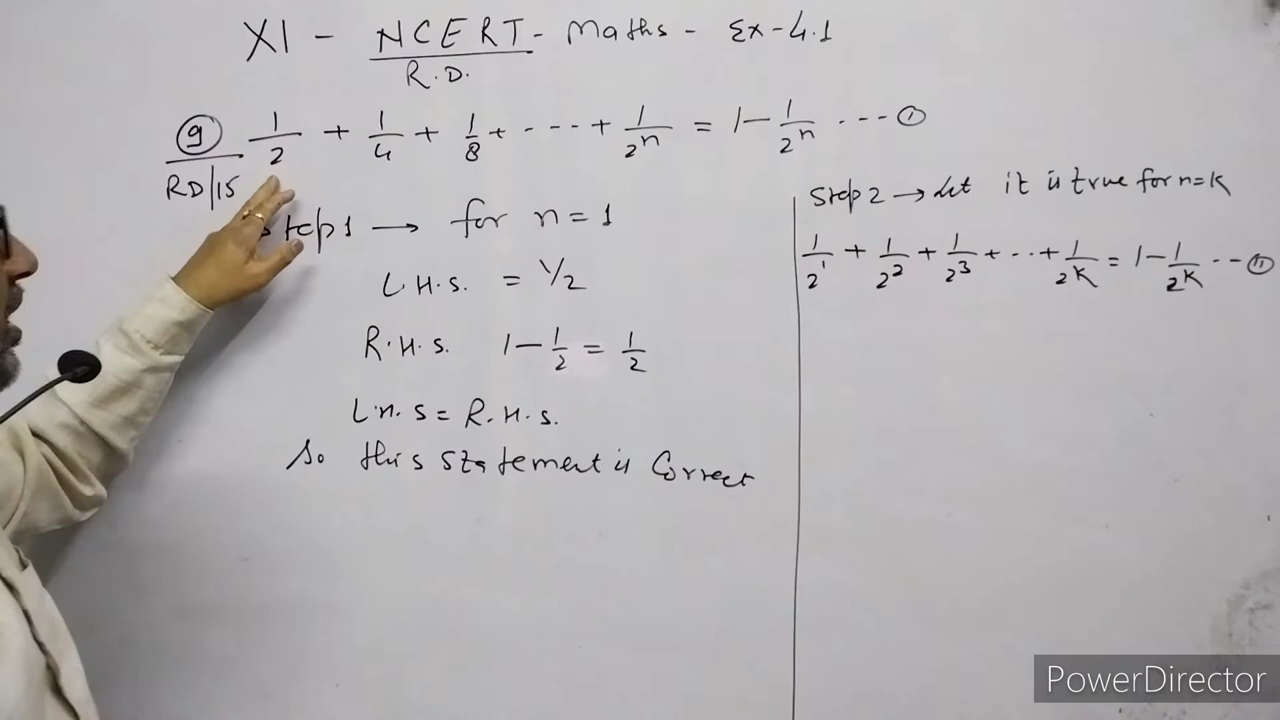 XI - NCERT - Maths - Ex-4.1
R.D.
9 1/2 + 1/4 + 1/8 + ---- + 1/2^n = 1 - 1/2^n --- ①
RD/15
Step 1 → for n = 1
L.H.S. = 1/2
R.H.S. 1 - 1/2 = 1/2
L.H.S = R.H.S.
So this statement is Correct
Step 2 → Let it is true for n=k
1/2^1 + 1/2^2 + 1/2^3 + --- + 1/2^k = 1 - 1/2^k -- ⑪
PowerDirector